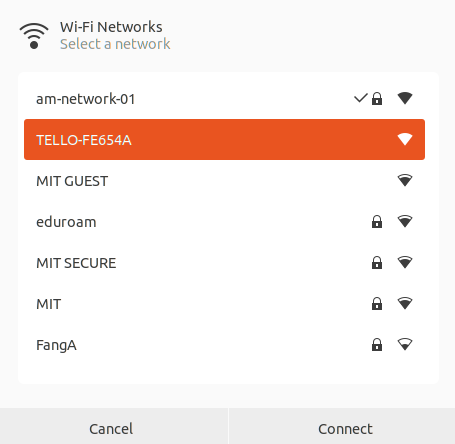 Wi-Fi Networks
Select a network
am-network-01
TELLO-FE654A
MIT GUEST
eduroam
MIT SECURE
MIT
FangA
Cancel
Connect